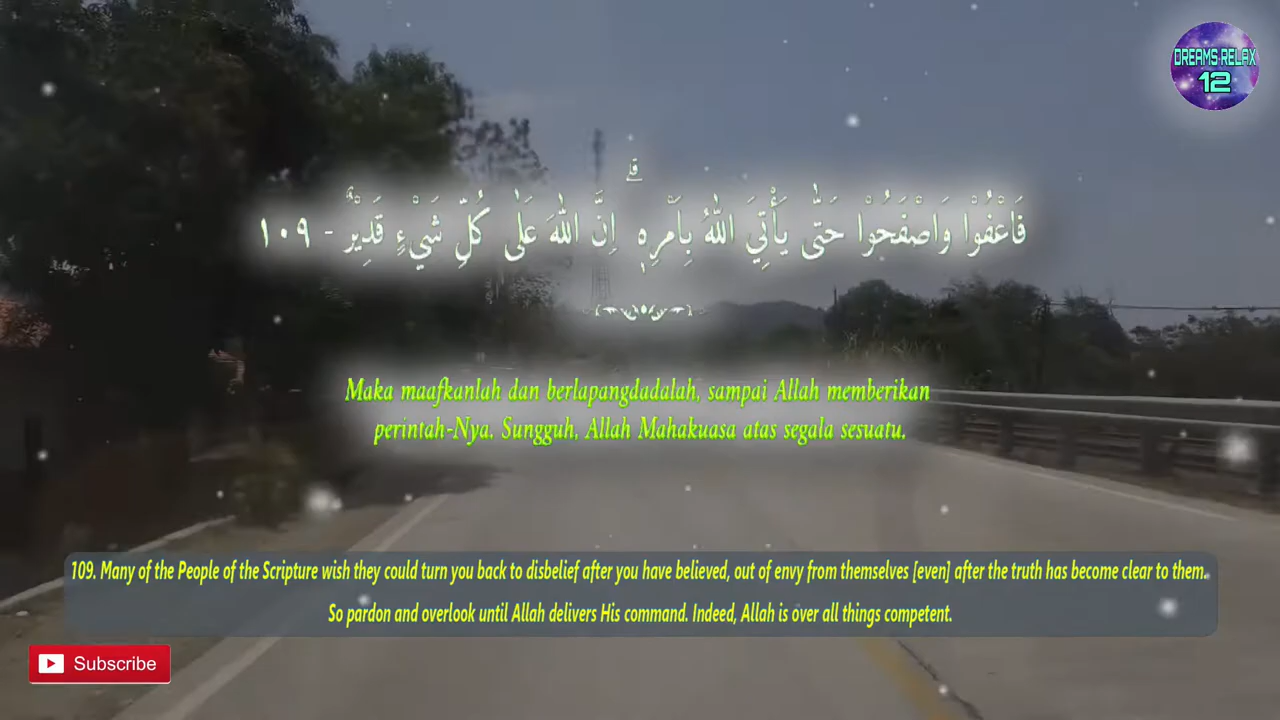 DREAMS RELAX
12
فَاعْفُوْا وَاصْفَحُوْا حَتّٰى يَأْتِيَ اللّٰهُ بِاَمْرِهٖ ۗ اِنَّ اللّٰهَ عَلٰى كُلِّ شَيْءٍ قَدِيْرٌ - ١٠٩
Maka maafkanlah dan berlapangdadalah, sampai Allah memberikan
perintah-Nya. Sungguh, Allah Mahakuasa atas segala sesuatu.
109. Many of the People of the Scripture wish they could turn you back to disbelief after you have believed, out of envy from themselves [even] after the truth has become clear to them.
So pardon and overlook until Allah delivers His command. Indeed, Allah is over all things competent.
Subscribe